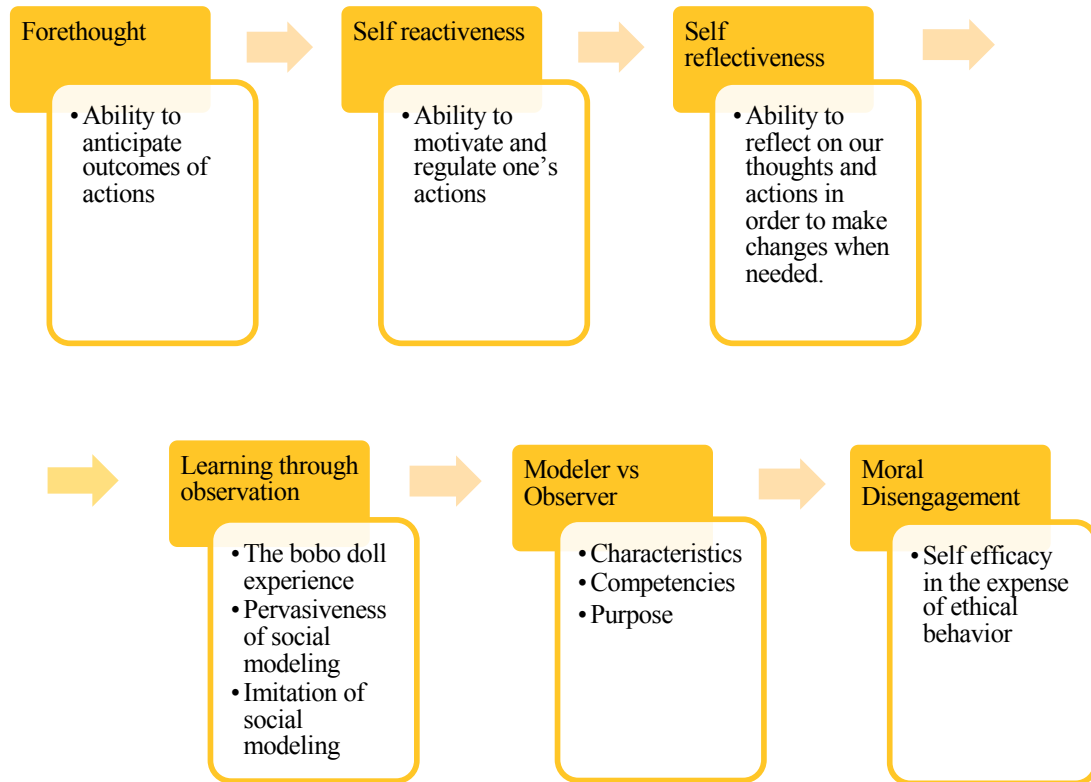 Forethought
• Ability to
anticipate
outcomes of
actions
Self reactiveness
• Ability to
motivate and
regulate one’s
actions
Self
reflectiveness
• Ability to
reflect on our
thoughts and
actions in
order to make
changes when
needed.
Learning through
observation
• The bobo doll
experience
• Pervasiveness
of social
modeling
• Imitation of
social
modeling
Modeler vs
Observer
• Characteristics
• Competencies
• Purpose
Moral
Disengagement
• Self efficacy
in the expense
of ethical
behavior